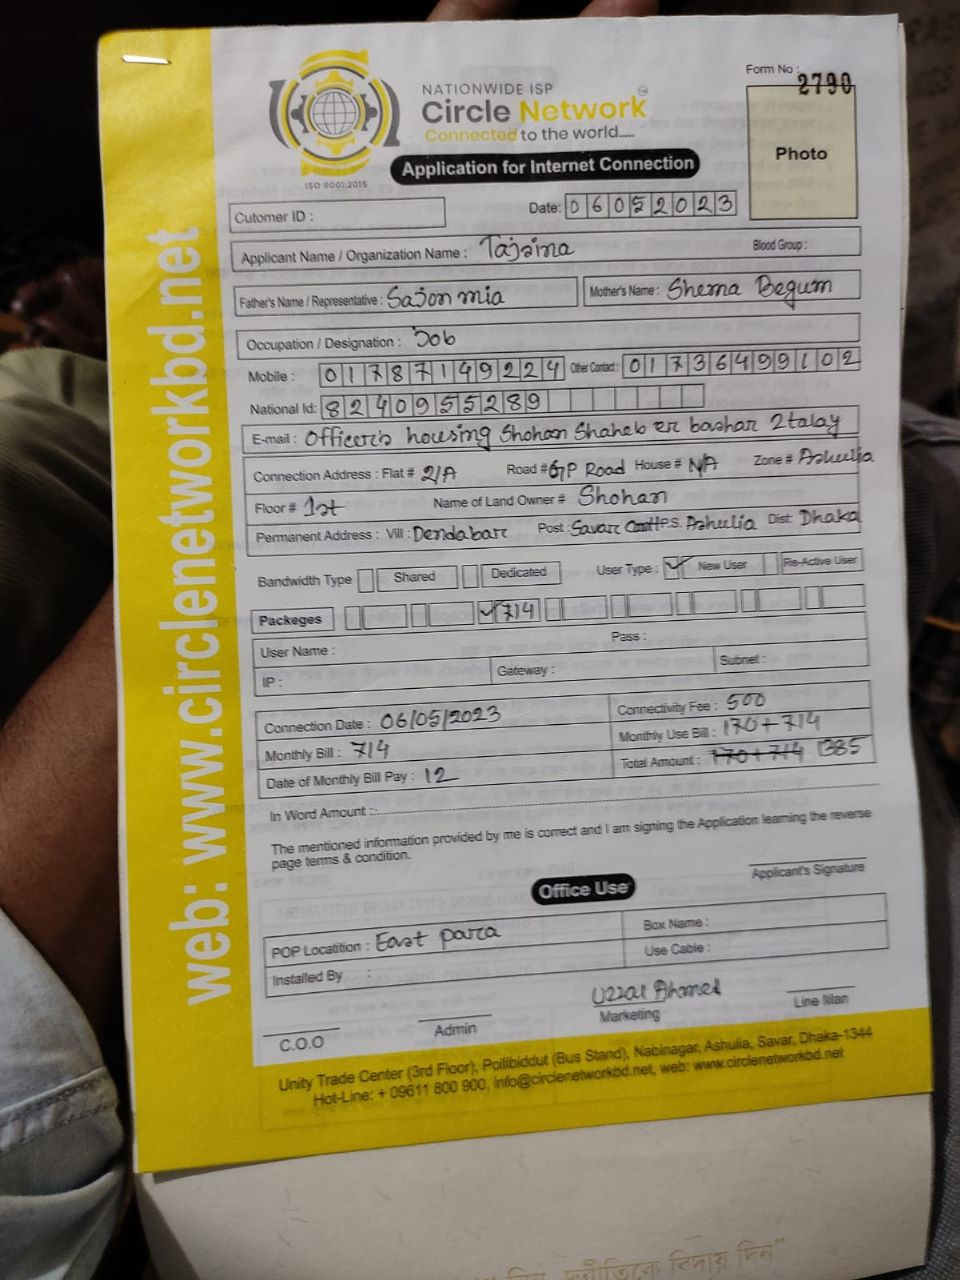 Form No : 2790
NATIONWIDE ISP
Circle Network
Connected to the world.....
ISO 9001:2015
Application for Internet Connection
Photo
Cutomer ID :
Date: 06052023
Applicant Name / Organization Name : Tajsina Blood Group :
Father's Name / Representative : Sajon mia Mother's Name : Shema Begum
Occupation / Designation : Job
Mobile : 01787149224 Other Contact : 01736499102
National Id: 8240955289
E-mail : Officer's housing Shohan Shaheb er bashar 2talay
Connection Address : Flat # 2/A Road # GP Road House # N/A Zone # Ashulia
Floor # 1st Name of Land Owner # Shohan
Permanent Address : Vill : Dendabar Post : Savar Cantt P.S. Ashulia Dist: Dhaka
Bandwidth Type Shared Dedicated User Type : New User Re-Active User
Packeges 714
User Name : Pass :
IP : Gateway : Subnet :
Connection Date : 06/05/2023 Connectivity Fee : 500
Monthly Bill : 714 Monthly Use Bill : 170+714
Date of Monthly Bill Pay : 12 Total Amount : 170+714 1385
In Word Amount :-
The mentioned information provided by me is correct and I am signing the Application learning the reverse
page terms & condition.
Applicant's Signature
Office Use
POP Locatition : East para Box Name :
Installed By : Use Cable :
Uzzal Ahmed
C.O.O Admin Marketing Line Man
Unity Trade Center (3rd Floor), Pollibiddut (Bus Stand), Nabinagar, Ashulia, Savar, Dhaka-1344
Hot-Line: + 09611 800 900, info@circlenetworkbd.net, web: www.circlenetworkbd.net
web: www.circlenetworkbd.net
দুর্নীতিকে বিদায় দিন"